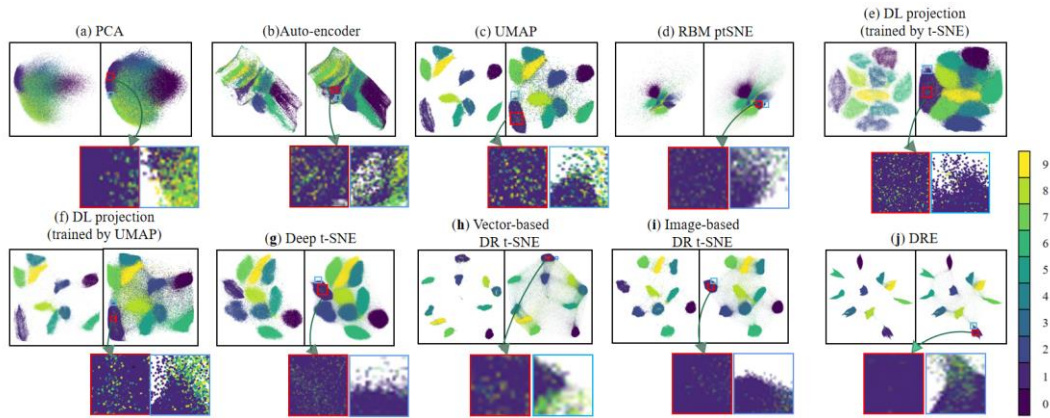 (a) PCA
(b)Auto-encoder
(c) UMAP
(d) RBM ptSNE
(e) DL projection
(trained by t-SNE)
(f) DL projection
(trained by UMAP)
(g) Deep t-SNE
(h) Vector-based
DR t-SNE
(i) Image-based
DR t-SNE
(j) DRE
9
8
7
6
5
4
3
2
1
0